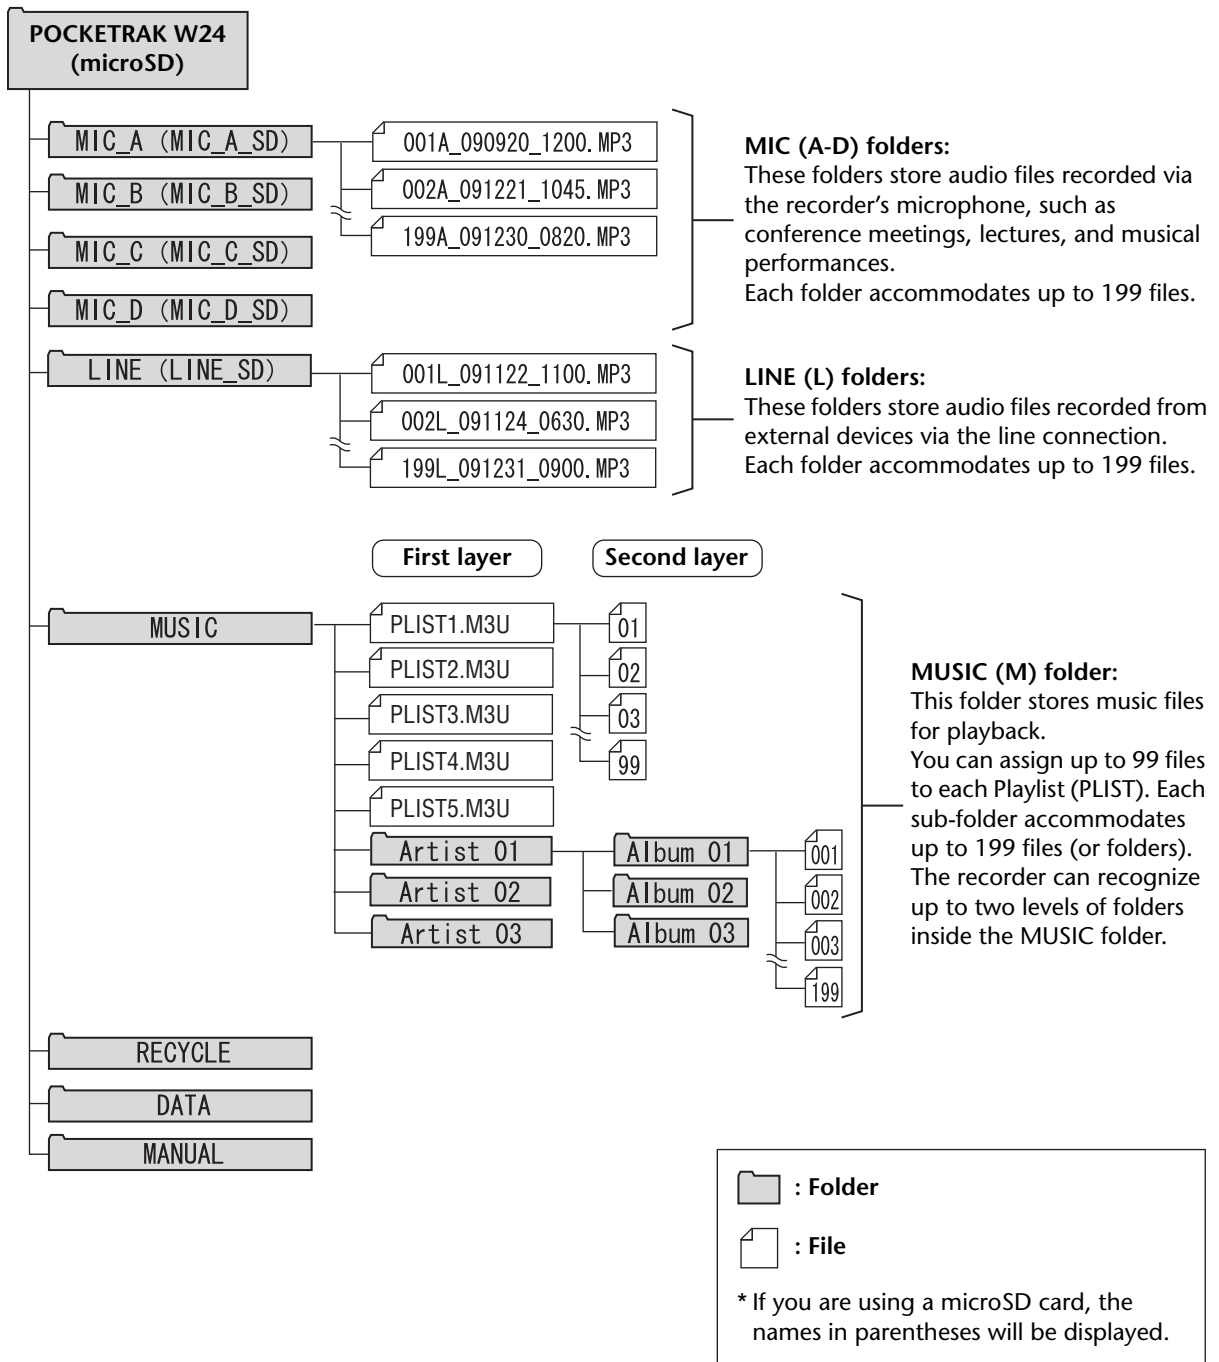 POCKETRAK W24
(microSD)
MIC_A (MIC_A_SD)
001A_090920_1200.MP3
002A_091221_1045.MP3
199A_091230_0820.MP3
MIC_B (MIC_B_SD)
MIC_C (MIC_C_SD)
MIC_D (MIC_D_SD)
MIC (A-D) folders:
These folders store audio files recorded via
the recorder's microphone, such as
conference meetings, lectures, and musical
performances.
Each folder accommodates up to 199 files.
LINE (LINE_SD)
001L_091122_1100.MP3
002L_091124_0630.MP3
199L_091231_0900.MP3
LINE (L) folders:
These folders store audio files recorded from
external devices via the line connection.
Each folder accommodates up to 199 files.
First layer
Second layer
MUSIC
PLIST1.M3U
PLIST2.M3U
PLIST3.M3U
PLIST4.M3U
PLIST5.M3U
01
02
03
99
Artist 01
Artist 02
Artist 03
Album 01
Album 02
Album 03
001
002
003
199
MUSIC (M) folder:
This folder stores music files
for playback.
You can assign up to 99 files
to each Playlist (PLIST). Each
sub-folder accommodates
up to 199 files (or folders).
The recorder can recognize
up to two levels of folders
inside the MUSIC folder.
RECYCLE
DATA
MANUAL
: Folder
: File
* If you are using a microSD card, the
names in parentheses will be displayed.